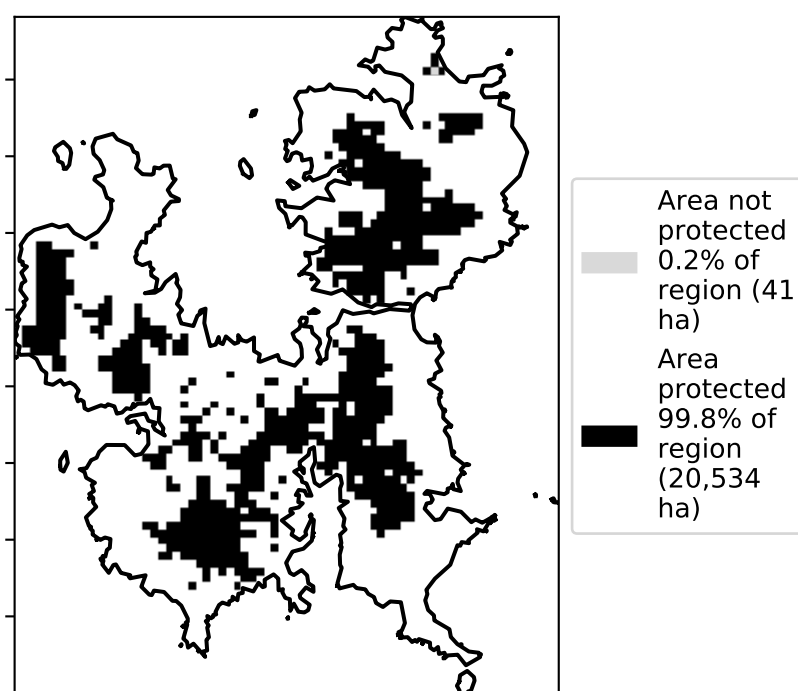 Area not
protected
0.2% of
region (41
ha)
Area
protected
99.8% of
region
(20,534
ha)